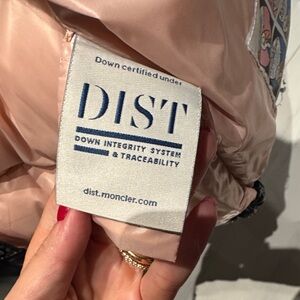 Down certified under
DIST
DOWN INTEGRITY SYSTEM
& TRACEABILITY
dist.moncler.com